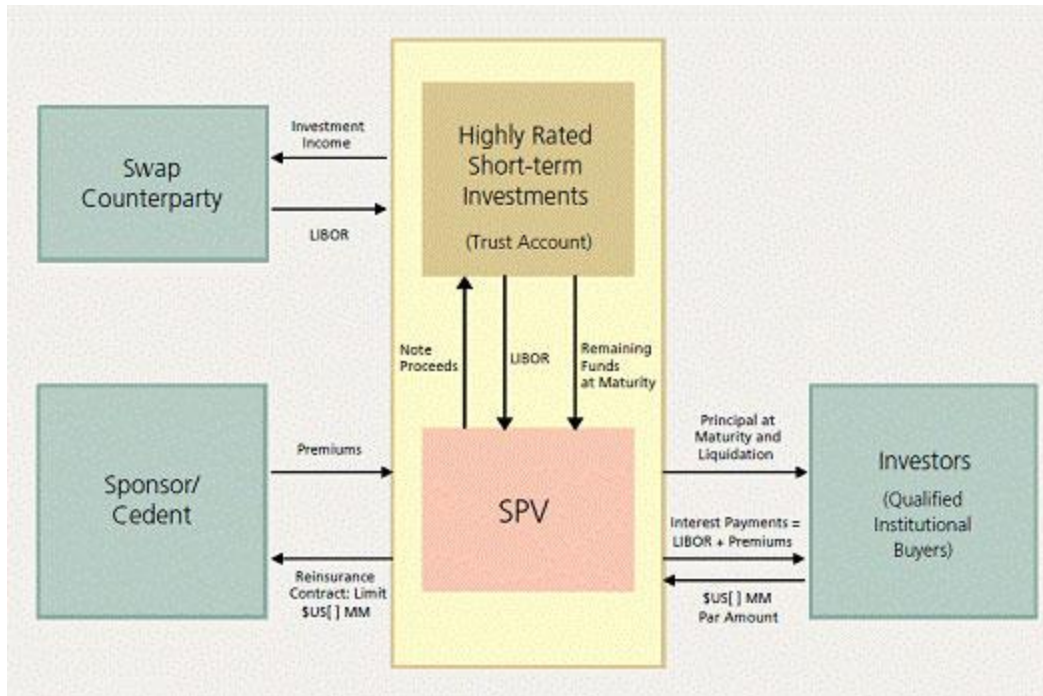 Investment
Income
Swap
Counterparty
LIBOR
Highly Rated
Short-term
Investments
(Trust Account)
Note
Proceeds
LIBOR
Remaining
Funds
at Maturity
Sponsor/
Cedent
Premiums
Reinsurance
Contract: Limit
$US[ ] MM
SPV
Principal at
Maturity and
Liquidation
Interest Payments =
LIBOR + Premiums
$US[ ] MM
Par Amount
Investors
(Qualified
Institutional
Buyers)